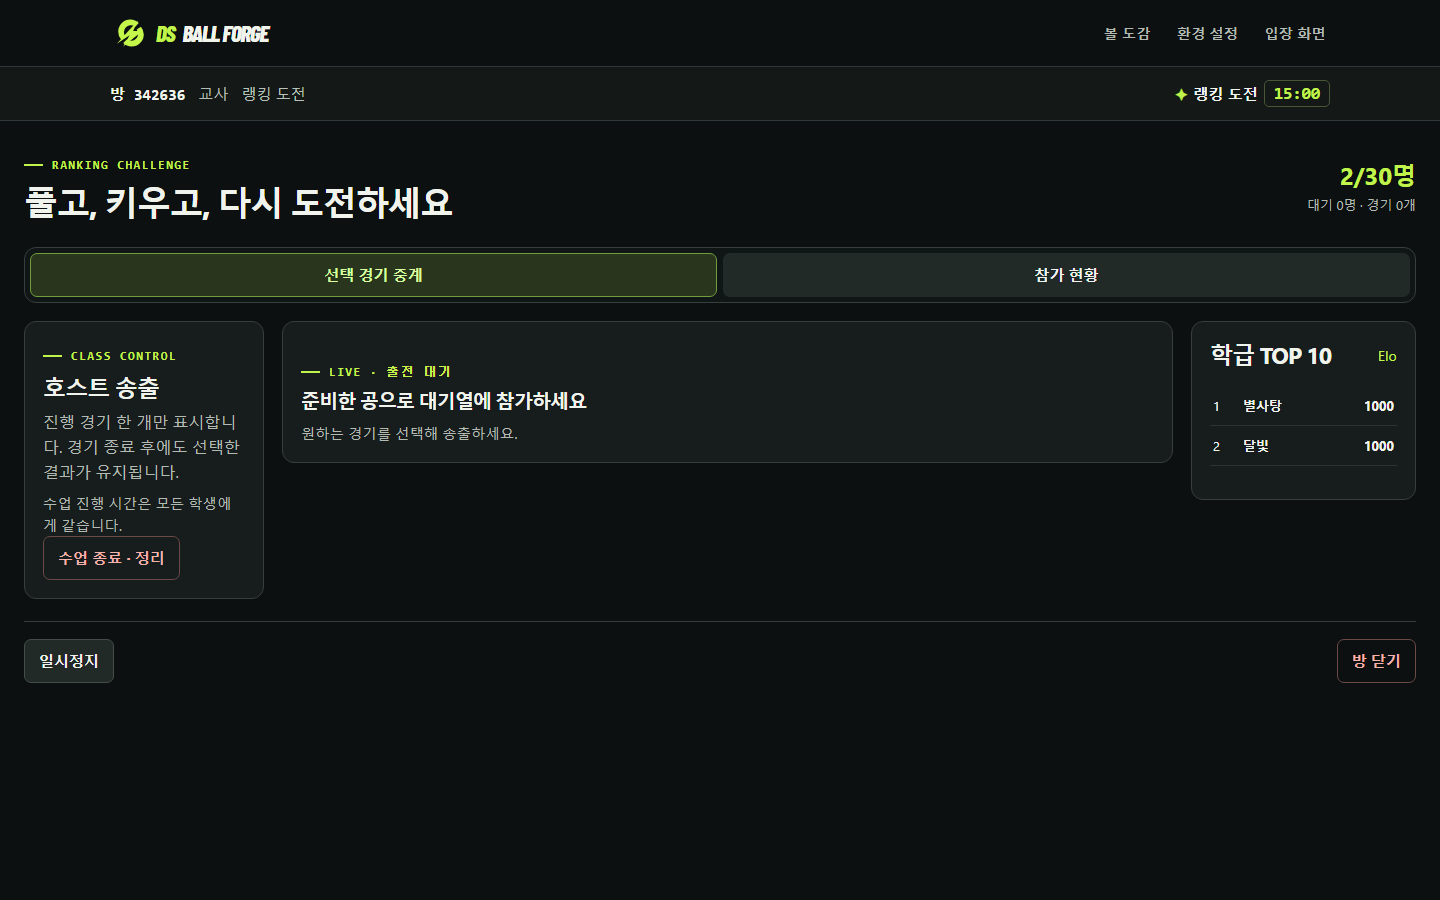 DS BALL FORGE
볼 도감 환경 설정 입장 화면
방 342636 교사 랭킹 도전
✦ 랭킹 도전 15:00
RANKING CHALLENGE
풀고, 키우고, 다시 도전하세요
2/30명
대기 0명 · 경기 0개
선택 경기 중계
참가 현황
CLASS CONTROL
호스트 송출
진행 경기 한 개만 표시합니
다. 경기 종료 후에도 선택한
결과가 유지됩니다.
수업 진행 시간은 모든 학생에
게 같습니다.
수업 종료 · 정리
LIVE · 출전 대기
준비한 공으로 대기열에 참가하세요
원하는 경기를 선택해 송출하세요.
학급 TOP 10 Elo
1 별사탕 1000
2 달빛 1000
일시정지
방 닫기